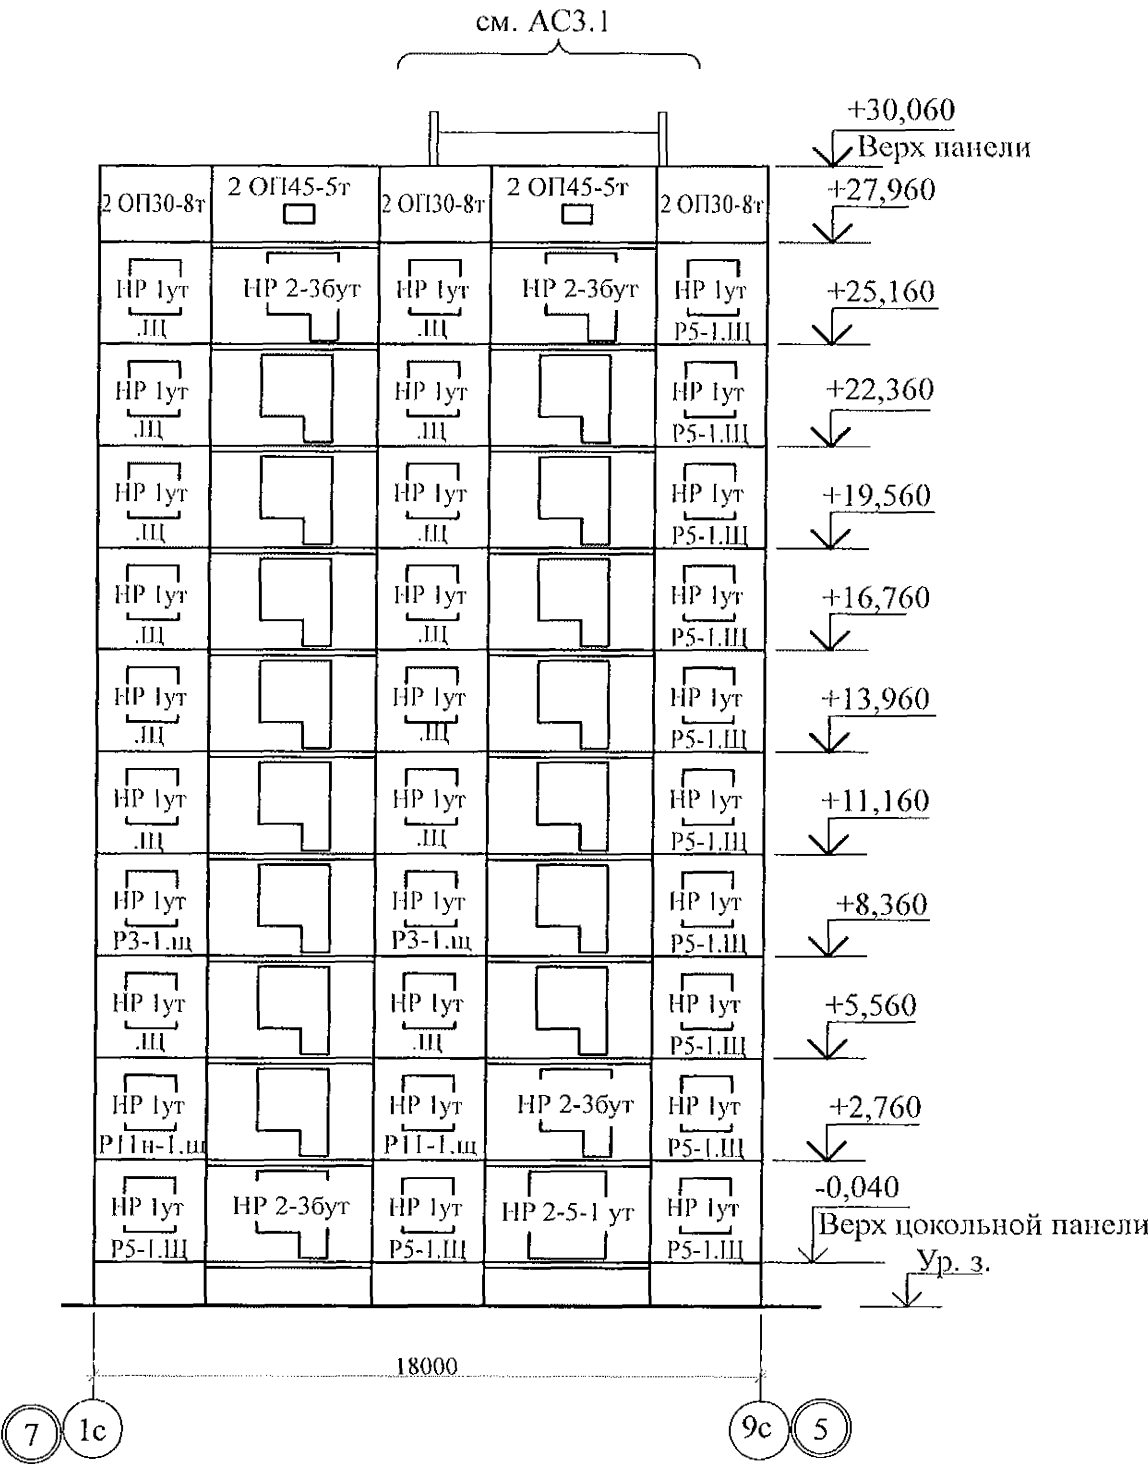 см. АС3.1
+30,060
Верх панели
2 ОП30-8т 2 ОП45-5т 2 ОП30-8т 2 ОП45-5т 2 ОП30-8т
+27,960
НР 1ут НР 2-3бут НР 1ут НР 2-3бут НР 1ут
.Щ .Щ Р5-1.Щ
+25,160
НР 1ут НР 1ут НР 1ут
.Щ .Щ Р5-1.Щ
+22,360
НР 1ут НР 1ут НР 1ут
.Щ .Щ Р5-1.Щ
+19,560
НР 1ут НР 1ут НР 1ут
.Щ .Щ Р5-1.Щ
+16,760
НР 1ут НР 1ут НР 1ут
.Щ .Щ Р5-1.Щ
+13,960
НР 1ут НР 1ут НР 1ут
.Щ .Щ Р5-1.Щ
+11,160
НР 1ут НР 1ут НР 1ут
Р3-1.щ Р3-1.щ Р5-1.Щ
+8,360
НР 1ут НР 1ут НР 1ут
.Щ .Щ Р5-1.Щ
+5,560
НР 1ут НР 1ут НР 2-3бут НР 1ут
Р11н-1.щ Р11-1.щ Р5-1.Щ
+2,760
НР 1ут НР 2-3бут НР 1ут НР 2-5-1 ут НР 1ут
Р5-1.Щ Р5-1.Щ Р5-1.Щ
-0,040
Верх цокольной панели
Ур. з.
18000
7 1с 9с 5